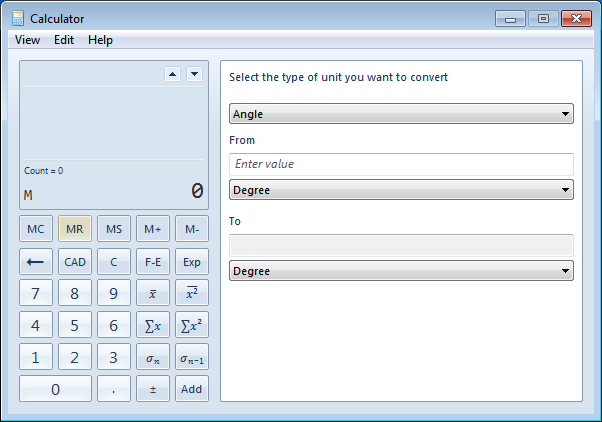 Calculator
View Edit Help
Count = 0
M 0
MC MR MS M+ M-
← CAD C F-E Exp
7 8 9 x̄ x̄²
4 5 6 ∑x ∑x²
1 2 3 σn σn-1
0 . ± Add
Select the type of unit you want to convert
Angle
From
Enter value
Degree
To
Degree